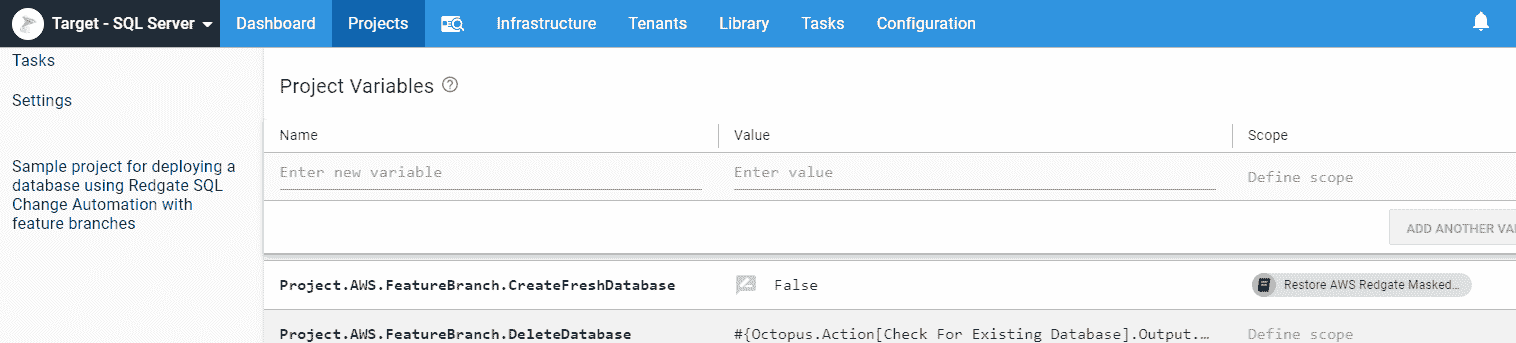 Target - SQL Server Dashboard Projects Infrastructure Tenants Library Tasks Configuration
Tasks
Settings
Sample project for deploying a
database using Redgate SQL
Change Automation with
feature branches
Project Variables ?
Name Value Scope
Enter new variable Enter value Define scope
ADD ANOTHER VA
Project.AWS.FeatureBranch.CreateFreshDatabase False Restore AWS Redgate Masked...
Project.AWS.FeatureBranch.DeleteDatabase #{Octopus.Action[Check For Existing Database].Output.… Define scope